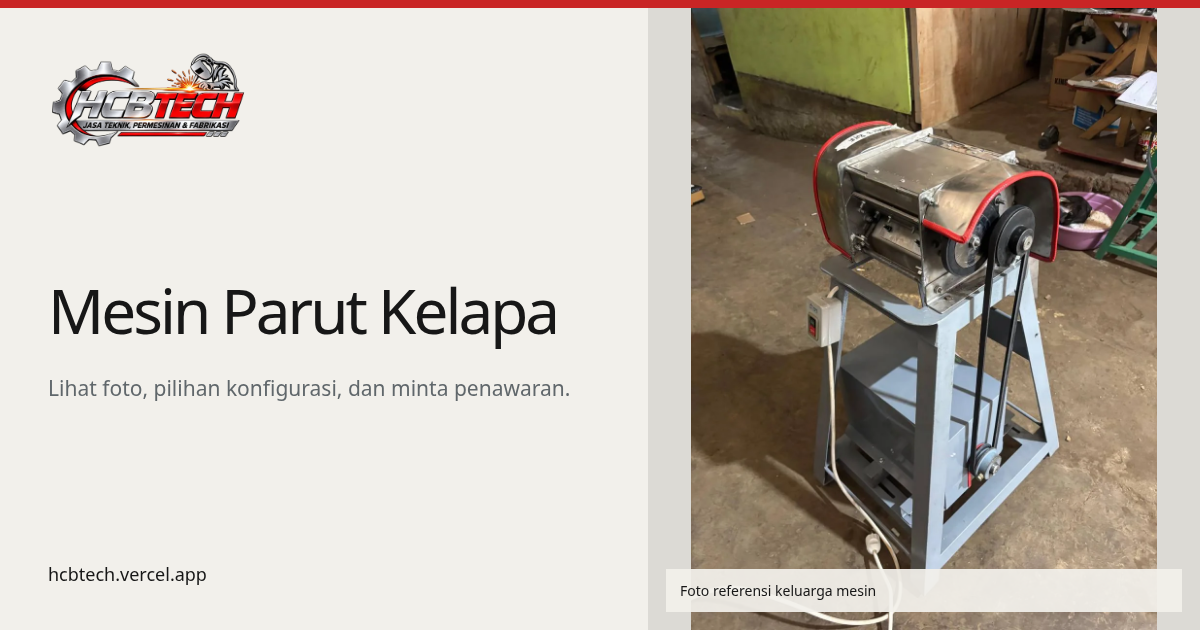 HCBTECH
JASA TEKNIK, PERMESINAN & FABRIKASI
Mesin Parut Kelapa
Lihat foto, pilihan konfigurasi, dan minta penawaran.
hcbtech.vercel.app
KING
Foto referensi keluarga mesin